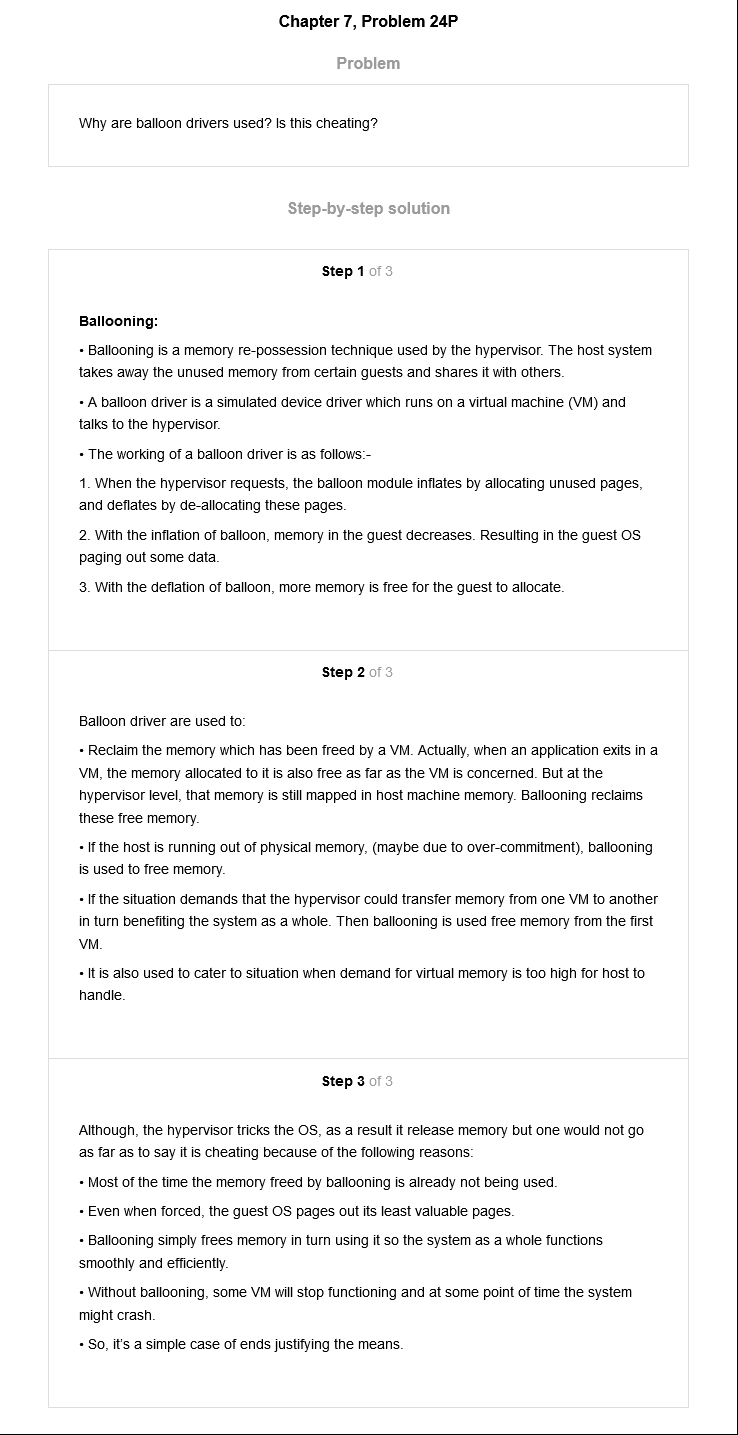 Chapter 7, Problem 24P
Problem
Why are balloon drivers used? Is this cheating?
Step-by-step solution
Step 1 of 3
Ballooning:
• Ballooning is a memory re-possession technique used by the hypervisor. The host system
takes away the unused memory from certain guests and shares it with others.
• A balloon driver is a simulated device driver which runs on a virtual machine (VM) and
talks to the hypervisor.
• The working of a balloon driver is as follows:-
1. When the hypervisor requests, the balloon module inflates by allocating unused pages,
and deflates by de-allocating these pages.
2. With the inflation of balloon, memory in the guest decreases. Resulting in the guest OS
paging out some data.
3. With the deflation of balloon, more memory is free for the guest to allocate.
Step 2 of 3
Balloon driver are used to:
• Reclaim the memory which has been freed by a VM. Actually, when an application exits in a
VM, the memory allocated to it is also free as far as the VM is concerned. But at the
hypervisor level, that memory is still mapped in host machine memory. Ballooning reclaims
these free memory.
• If the host is running out of physical memory, (maybe due to over-commitment), ballooning
is used to free memory.
• If the situation demands that the hypervisor could transfer memory from one VM to another
in turn benefiting the system as a whole. Then ballooning is used free memory from the first
VM.
• It is also used to cater to situation when demand for virtual memory is too high for host to
handle.
Step 3 of 3
Although, the hypervisor tricks the OS, as a result it release memory but one would not go
as far as to say it is cheating because of the following reasons:
• Most of the time the memory freed by ballooning is already not being used.
• Even when forced, the guest OS pages out its least valuable pages.
• Ballooning simply frees memory in turn using it so the system as a whole functions
smoothly and efficiently.
• Without ballooning, some VM will stop functioning and at some point of time the system
might crash.
• So, it's a simple case of ends justifying the means.